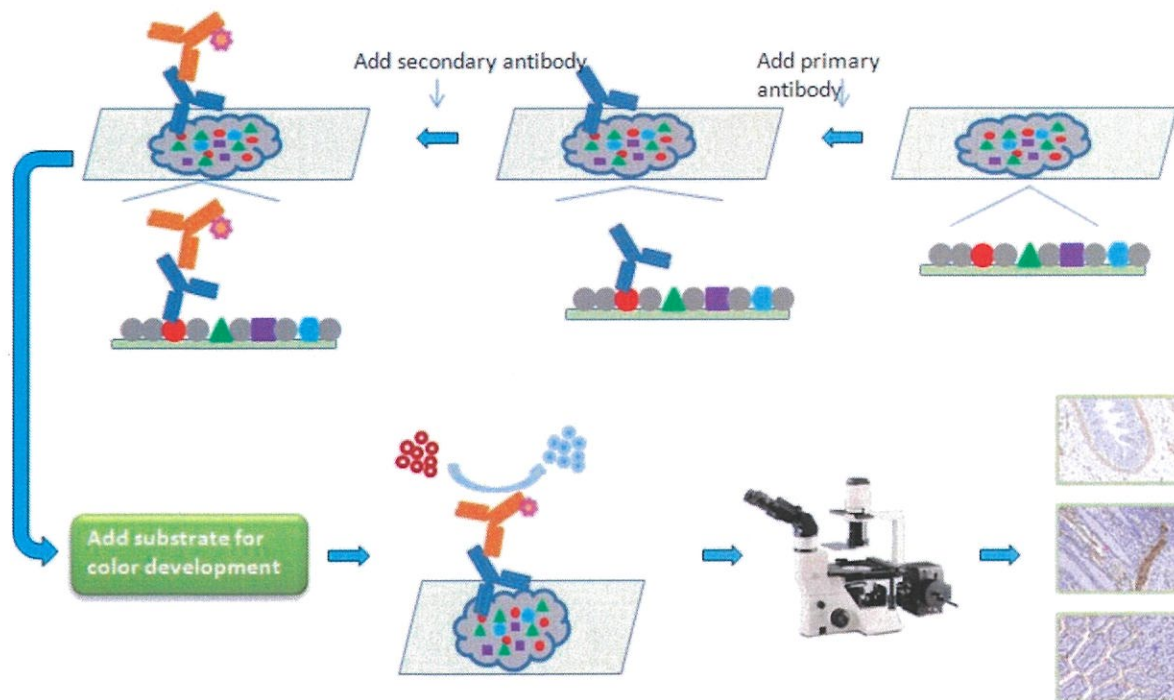 Add secondary antibody
Add primary
antibody
Add substrate for
color development